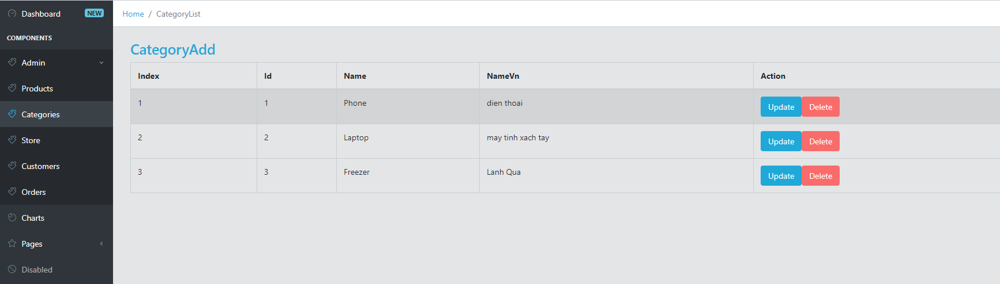 Dashboard NEW
COMPONENTS
Admin
Products
Categories
Store
Customers
Orders
Charts
Pages
Disabled
Home / CategoryList
CategoryAdd
Index Id Name NameVn Action
1 1 Phone dien thoai Update Delete
2 2 Laptop may tinh xach tay Update Delete
3 3 Freezer Lanh Qua Update Delete